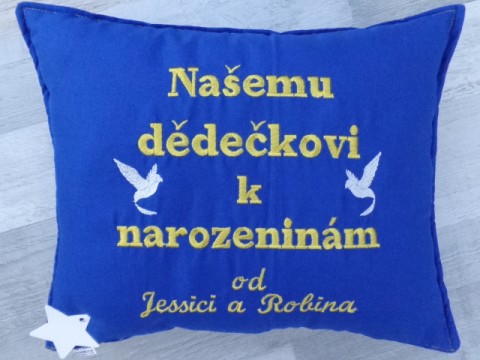 Našemu
dědečkovi
k
narozeninám
od
Jessici a Robina